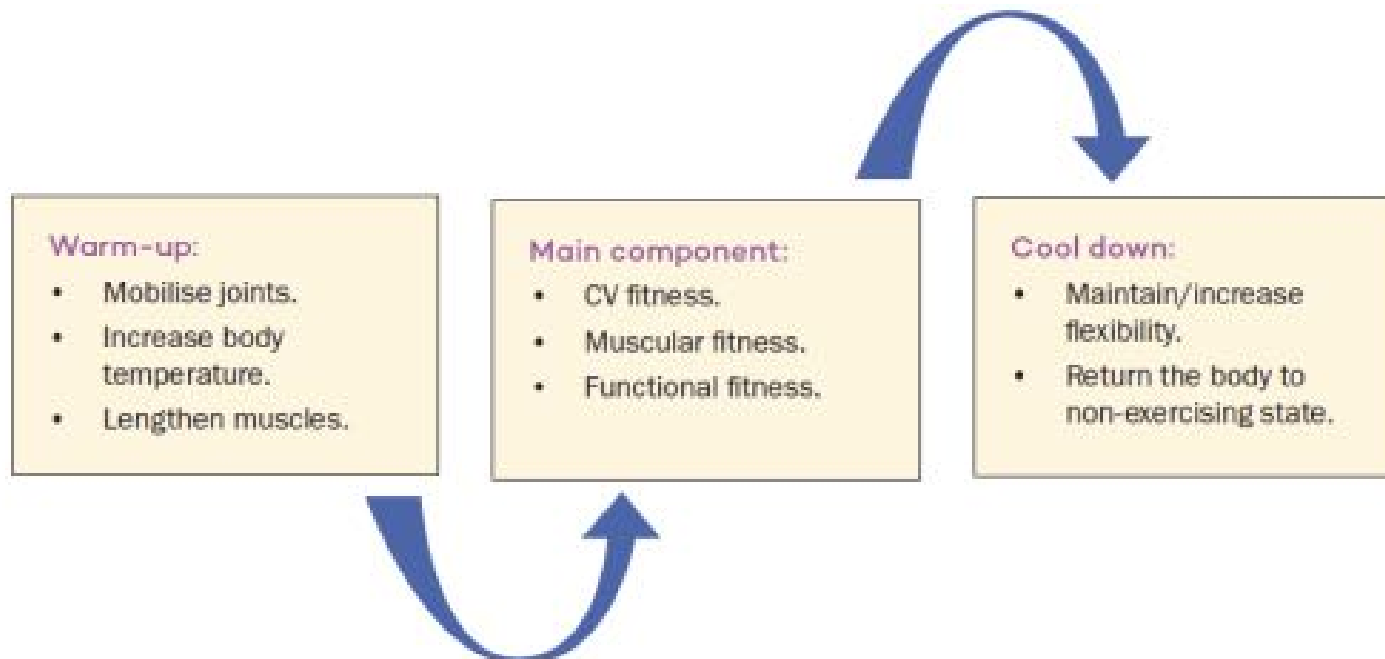 Warm-up:
• Mobilise joints.
• Increase body
temperature.
• Lengthen muscles.
Main component:
• CV fitness.
• Muscular fitness.
• Functional fitness.
Cool down:
• Maintain/increase
flexibility.
• Return the body to
non-exercising state.